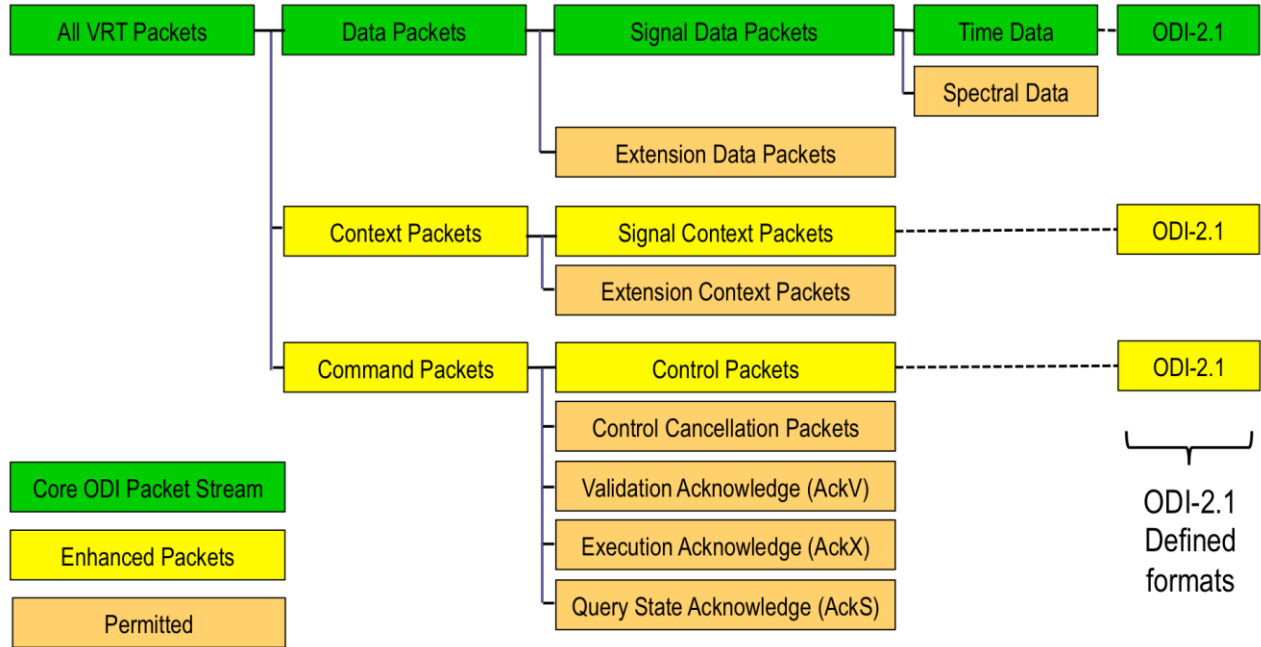 All VRT Packets
Data Packets
Signal Data Packets
Time Data
ODI-2.1
Spectral Data
Extension Data Packets
Context Packets
Signal Context Packets
ODI-2.1
Extension Context Packets
Command Packets
Control Packets
ODI-2.1
Control Cancellation Packets
Core ODI Packet Stream
Validation Acknowledge (AckV)
ODI-2.1
Defined
formats
Enhanced Packets
Execution Acknowledge (AckX)
Permitted
Query State Acknowledge (AckS)